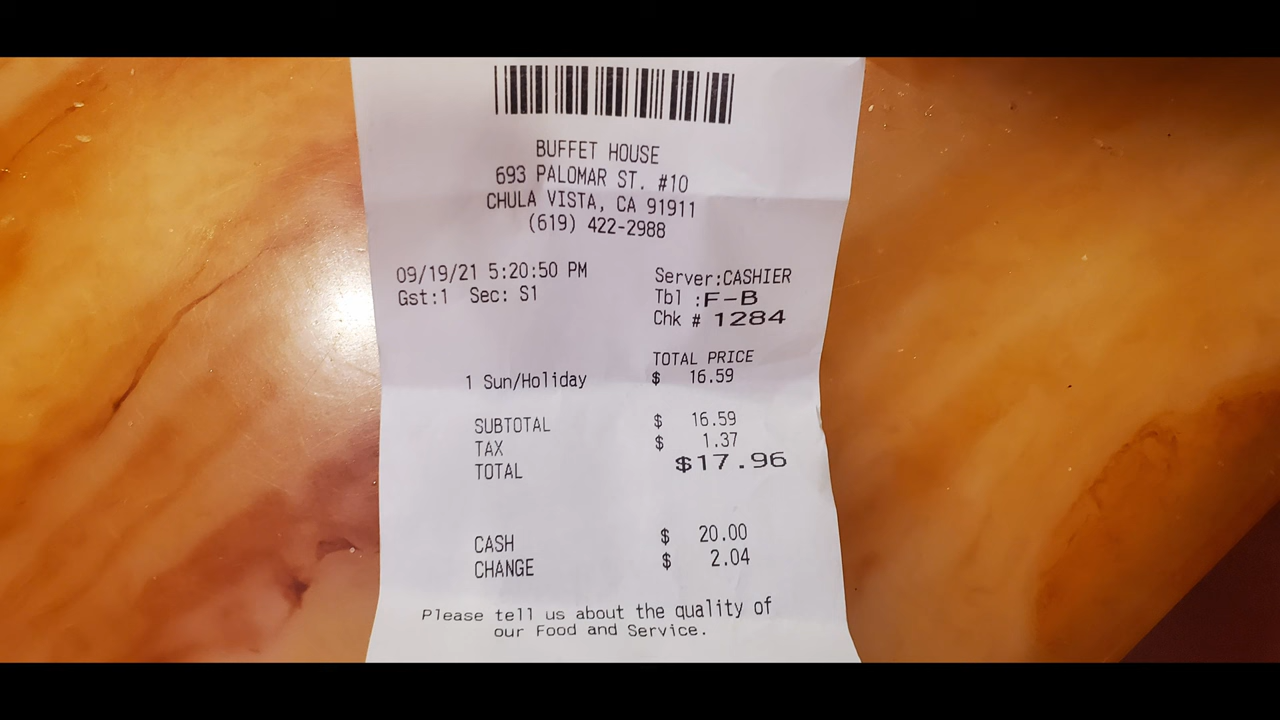 BUFFET HOUSE
693 PALOMAR ST. #10
CHULA VISTA, CA 91911
(619) 422-2988
09/19/21 5:20:50 PM Server:CASHIER
Gst:1 Sec: S1 Tbl :F-B
Chk # 1284
TOTAL PRICE
1 Sun/Holiday $ 16.59
SUBTOTAL $ 16.59
TAX $ 1.37
TOTAL $17.96
CASH $ 20.00
CHANGE $ 2.04
Please tell us about the quality of
our Food and Service.